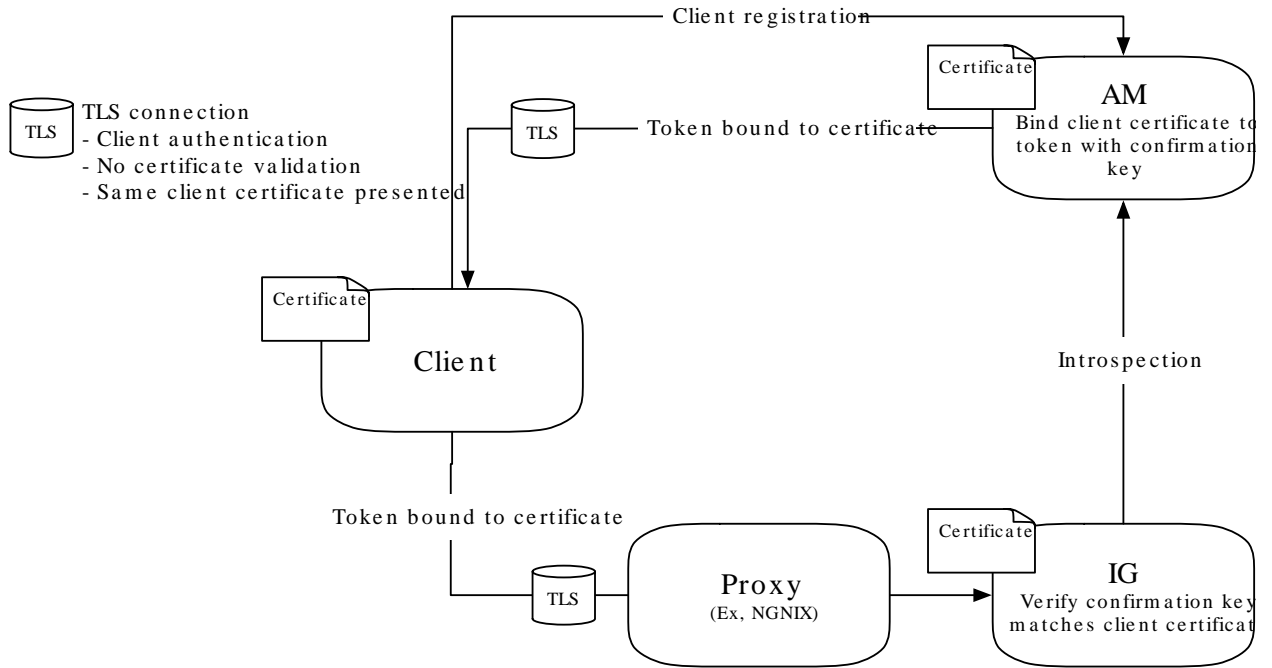 Client registration
Certificate
AM
Bind client certificate to
token with confirmation
key
TLS
TLS connection
- Client authentication
- No certificate validation
- Same client certificate presented
TLS
Token bound to certificate
Certificate
Client
Introspection
Token bound to certificate
TLS
Proxy
(Ex, NGNIX)
Certificate
IG
Verify confirmation key
matches client certificat